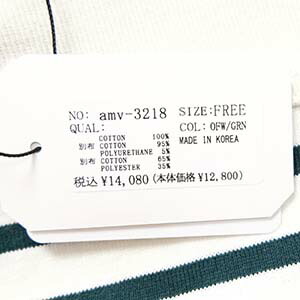 NO: amv-3218 SIZE:FREE
QUAL: COL:OFW/GRN
COTTON 100% MADE IN KOREA
別布 COTTON 95%
POLYURETHANE 5%
別布 COTTON 65%
POLYESTER 35%
税込 ¥14,080(本体価格 ¥12,800)